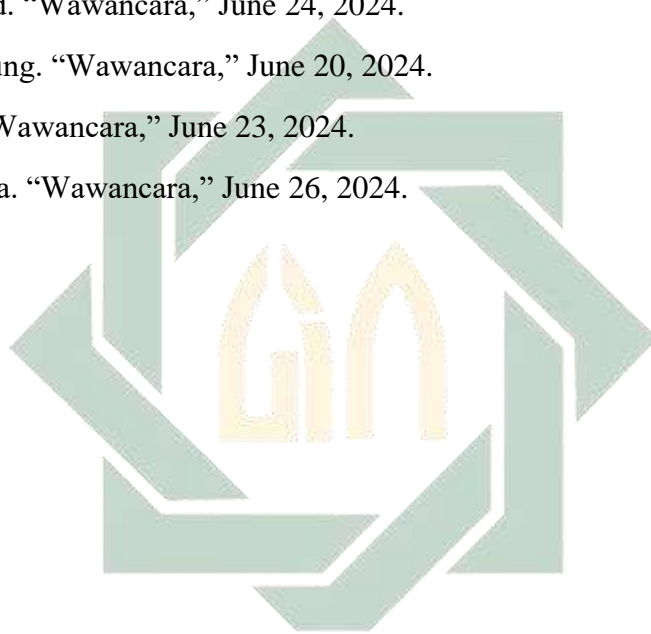 d. “Wawancara,” June 24, 2024.
ung. “Wawancara,” June 20, 2024.
Wawancara,” June 23, 2024.
a. “Wawancara,” June 26, 2024.